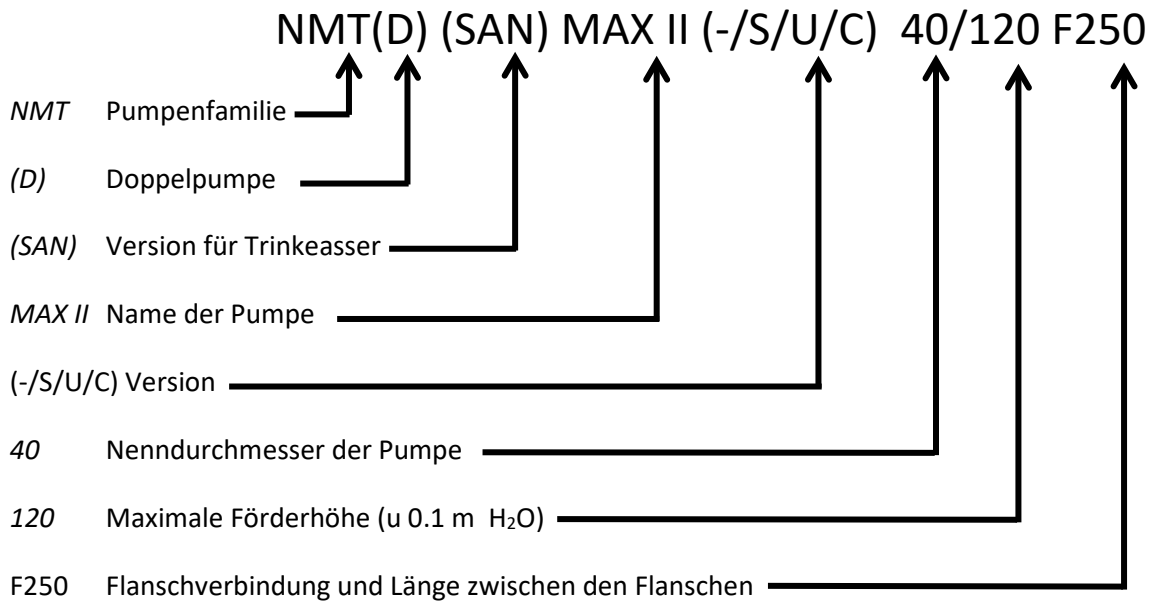 NMT(D) (SAN) MAX II (-/S/U/C) 40/120 F250
NMT Pumpenfamilie
(D) Doppelpumpe
(SAN) Version für Trinkeasser
MAX II Name der Pumpe
(-/S/U/C) Version
40 Nenndurchmesser der Pumpe
120 Maximale Förderhöhe (u 0.1 m H₂O)
F250 Flanschverbindung und Länge zwischen den Flanschen